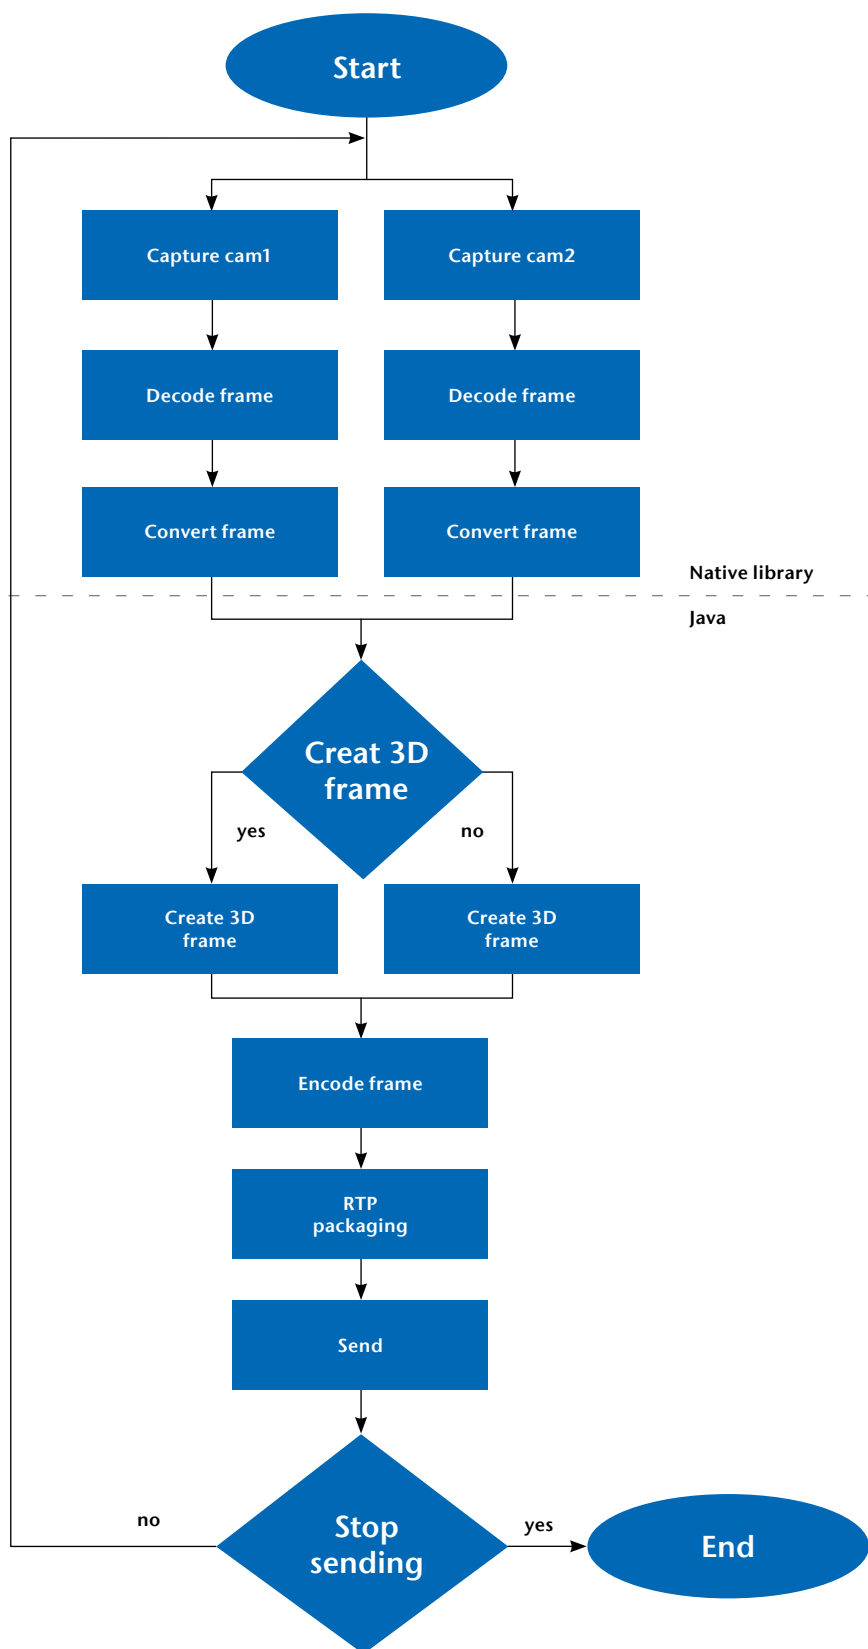 Start
Capture cam1
Capture cam2
Decode frame
Decode frame
Convert frame
Convert frame
Native library
Java
Creat 3D
frame
yes
no
Create 3D
frame
Create 3D
frame
Encode frame
RTP
packaging
Send
Stop
sending
no
yes
End